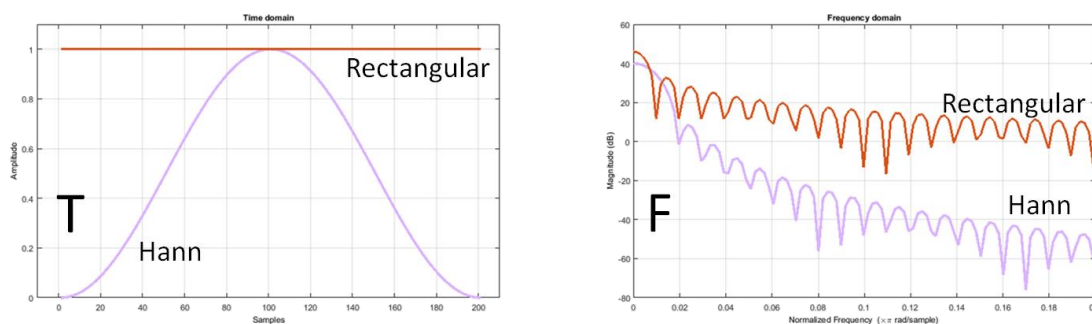 Time domain
1
0.8
0.6
0.4
0.2
0
Amplitude
0 20 40 60 80 100 120 140 160 180 200
Samples
Rectangular
T
Hann
Frequency domain
60
40
20
0
-20
-40
-60
-80
Magnitude (dB)
0 0.02 0.04 0.06 0.08 0.1 0.12 0.14 0.16 0.18
Normalized Frequency (×π rad/sample)
Rectangular
F
Hann